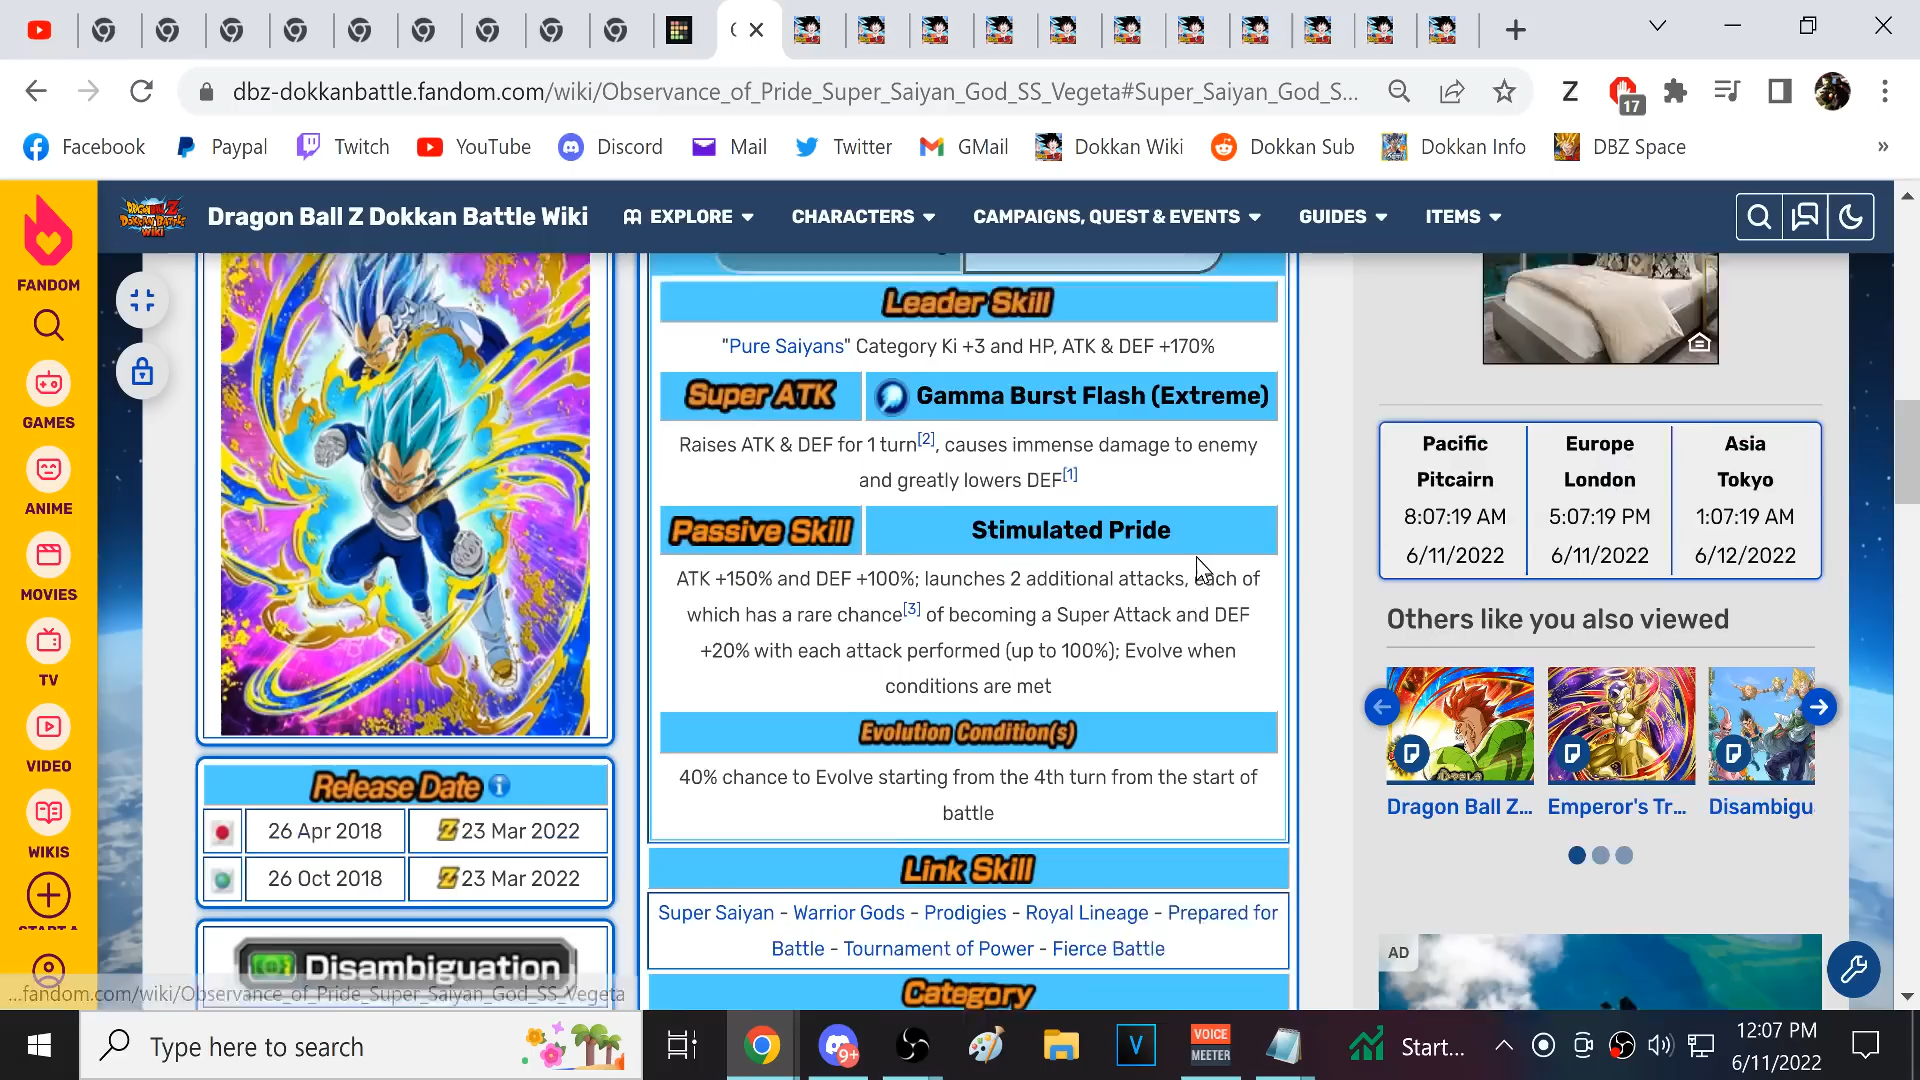 dbz-dokkanbattle.fandom.com/wiki/Observance_of_Pride_Super_Saiyan_God_SS_Vegeta#Super_Saiyan_God_S...
Z
17
Facebook
Paypal
Twitch
YouTube
Discord
Mail
Twitter
GMail
Dokkan Wiki
Dokkan Sub
Dokkan Info
DBZ Space
»
Dragon Ball Z Dokkan Battle Wiki
EXPLORE
CHARACTERS
CAMPAIGNS, QUEST & EVENTS
GUIDES
ITEMS
FANDOM
GAMES
ANIME
MOVIES
TV
VIDEO
WIKIS
START A
Leader Skill
"Pure Saiyans" Category Ki +3 and HP, ATK & DEF +170%
Super ATK
Gamma Burst Flash (Extreme)
Raises ATK & DEF for 1 turn[2], causes immense damage to enemy
and greatly lowers DEF[1]
Passive Skill
Stimulated Pride
ATK +150% and DEF +100%; launches 2 additional attacks, each of
which has a rare chance[3] of becoming a Super Attack and DEF
+20% with each attack performed (up to 100%); Evolve when
conditions are met
Evolution Condition(s)
40% chance to Evolve starting from the 4th turn from the start of
battle
Release Date
26 Apr 2018
Z 23 Mar 2022
26 Oct 2018
Z 23 Mar 2022
Disambiguation
Link Skill
Super Saiyan - Warrior Gods - Prodigies - Royal Lineage - Prepared for
Battle - Tournament of Power - Fierce Battle
Category
Pacific
Pitcairn
8:07:19 AM
6/11/2022
Europe
London
5:07:19 PM
6/11/2022
Asia
Tokyo
1:07:19 AM
6/12/2022
Others like you also viewed
Dragon Ball Z...
Emperor's Tr...
Disambigu
AD
...fandom.com/wiki/Observance_of_Pride_Super_Saiyan_God_SS_Vegeta
Type here to search
9+
V
VOICE
MEETER
Start...
12:07 PM
6/11/2022